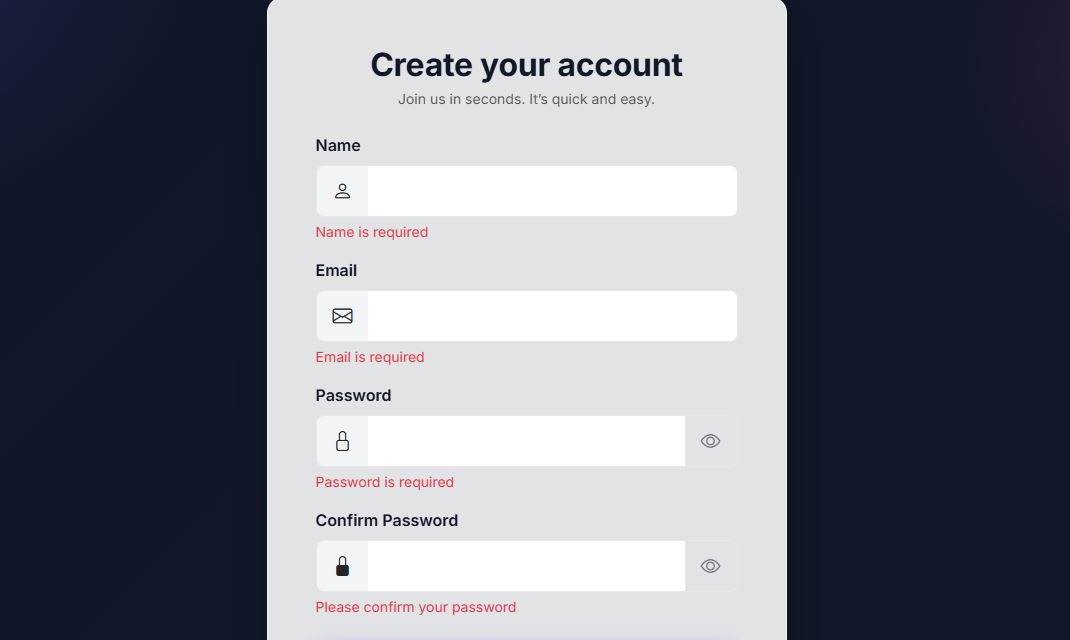 Create your account
Join us in seconds. It’s quick and easy.
Name
Name is required
Email
Email is required
Password
Password is required
Confirm Password
Please confirm your password